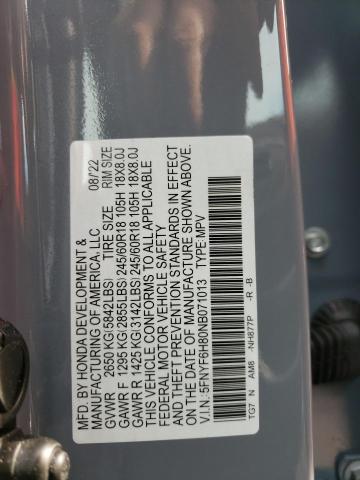 MFD. BY HONDA DEVELOPMENT &
MANUFACTURING OF AMERICA, LLC 08/22
GVWR 2650 KG(5842LBS) TIRE SIZE RIM SIZE
GAWR F 1295 KG(2855LBS) 245/60R18 105H 18X8.0J
GAWR R 1425 KG(3142LBS) 245/60R18 105H 18X8.0J
THIS VEHICLE CONFORMS TO ALL APPLICABLE
FEDERAL MOTOR VEHICLE SAFETY
AND THEFT PREVENTION STANDARDS IN EFFECT
ON THE DATE OF MANUFACTURE SHOWN ABOVE.
V.I.N.: 5FNYF6H80NB071013 TYPE: MPV
TG7 N AM8 -NH877P -R -B